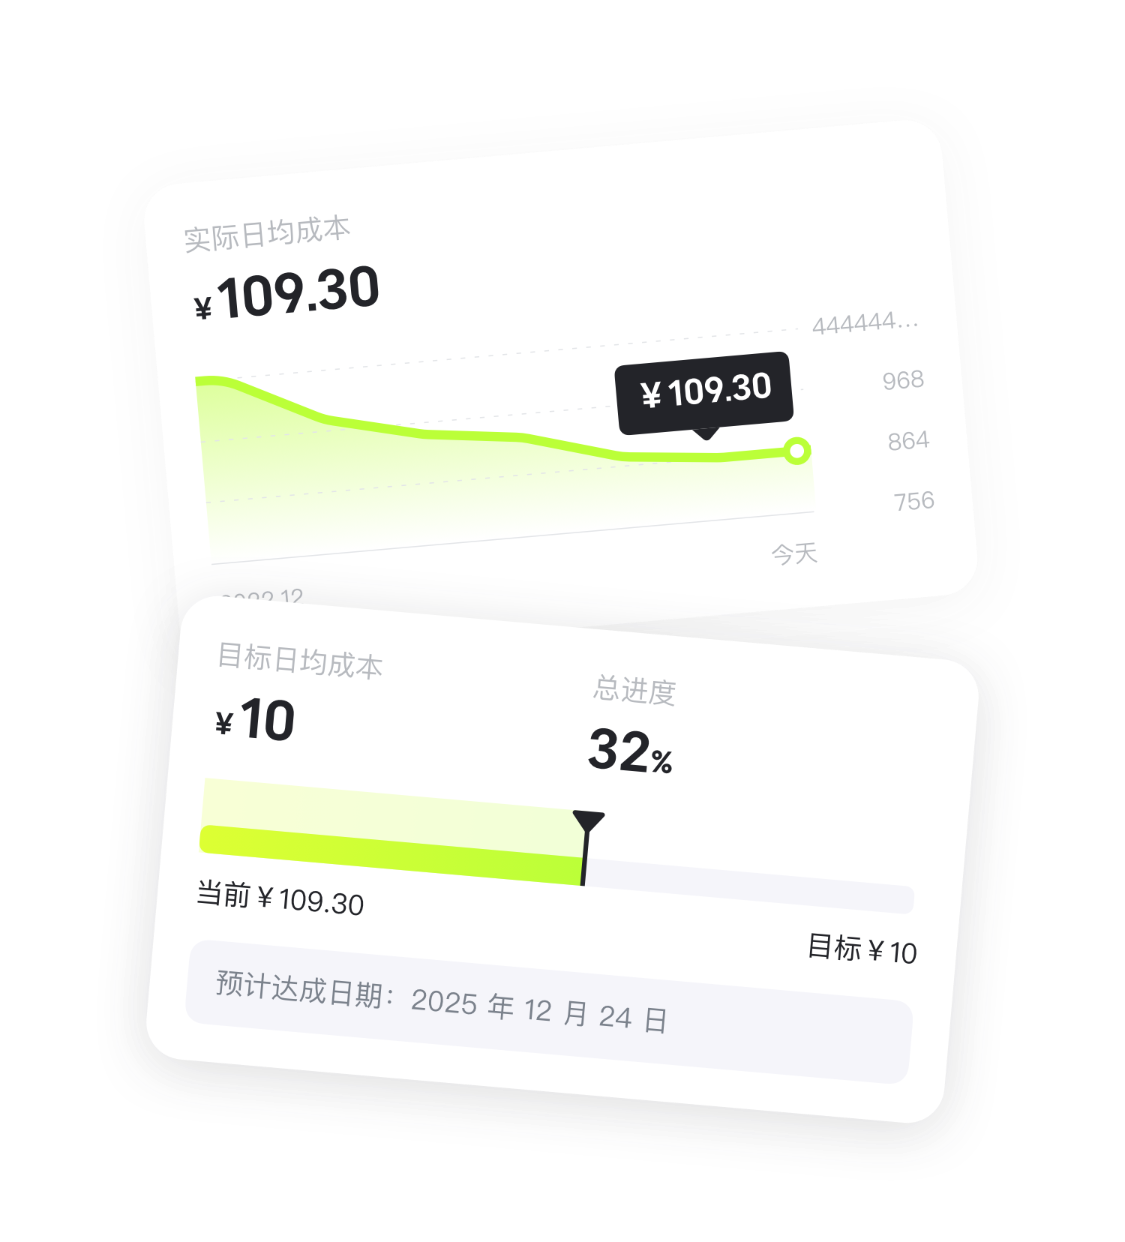 实际日均成本
¥109.30
444444...
¥109.30
968
864
756
今天
目标日均成本
¥10
总进度
32%
当前¥109.30
目标¥10
预计达成日期：2025 年 12 月 24 日